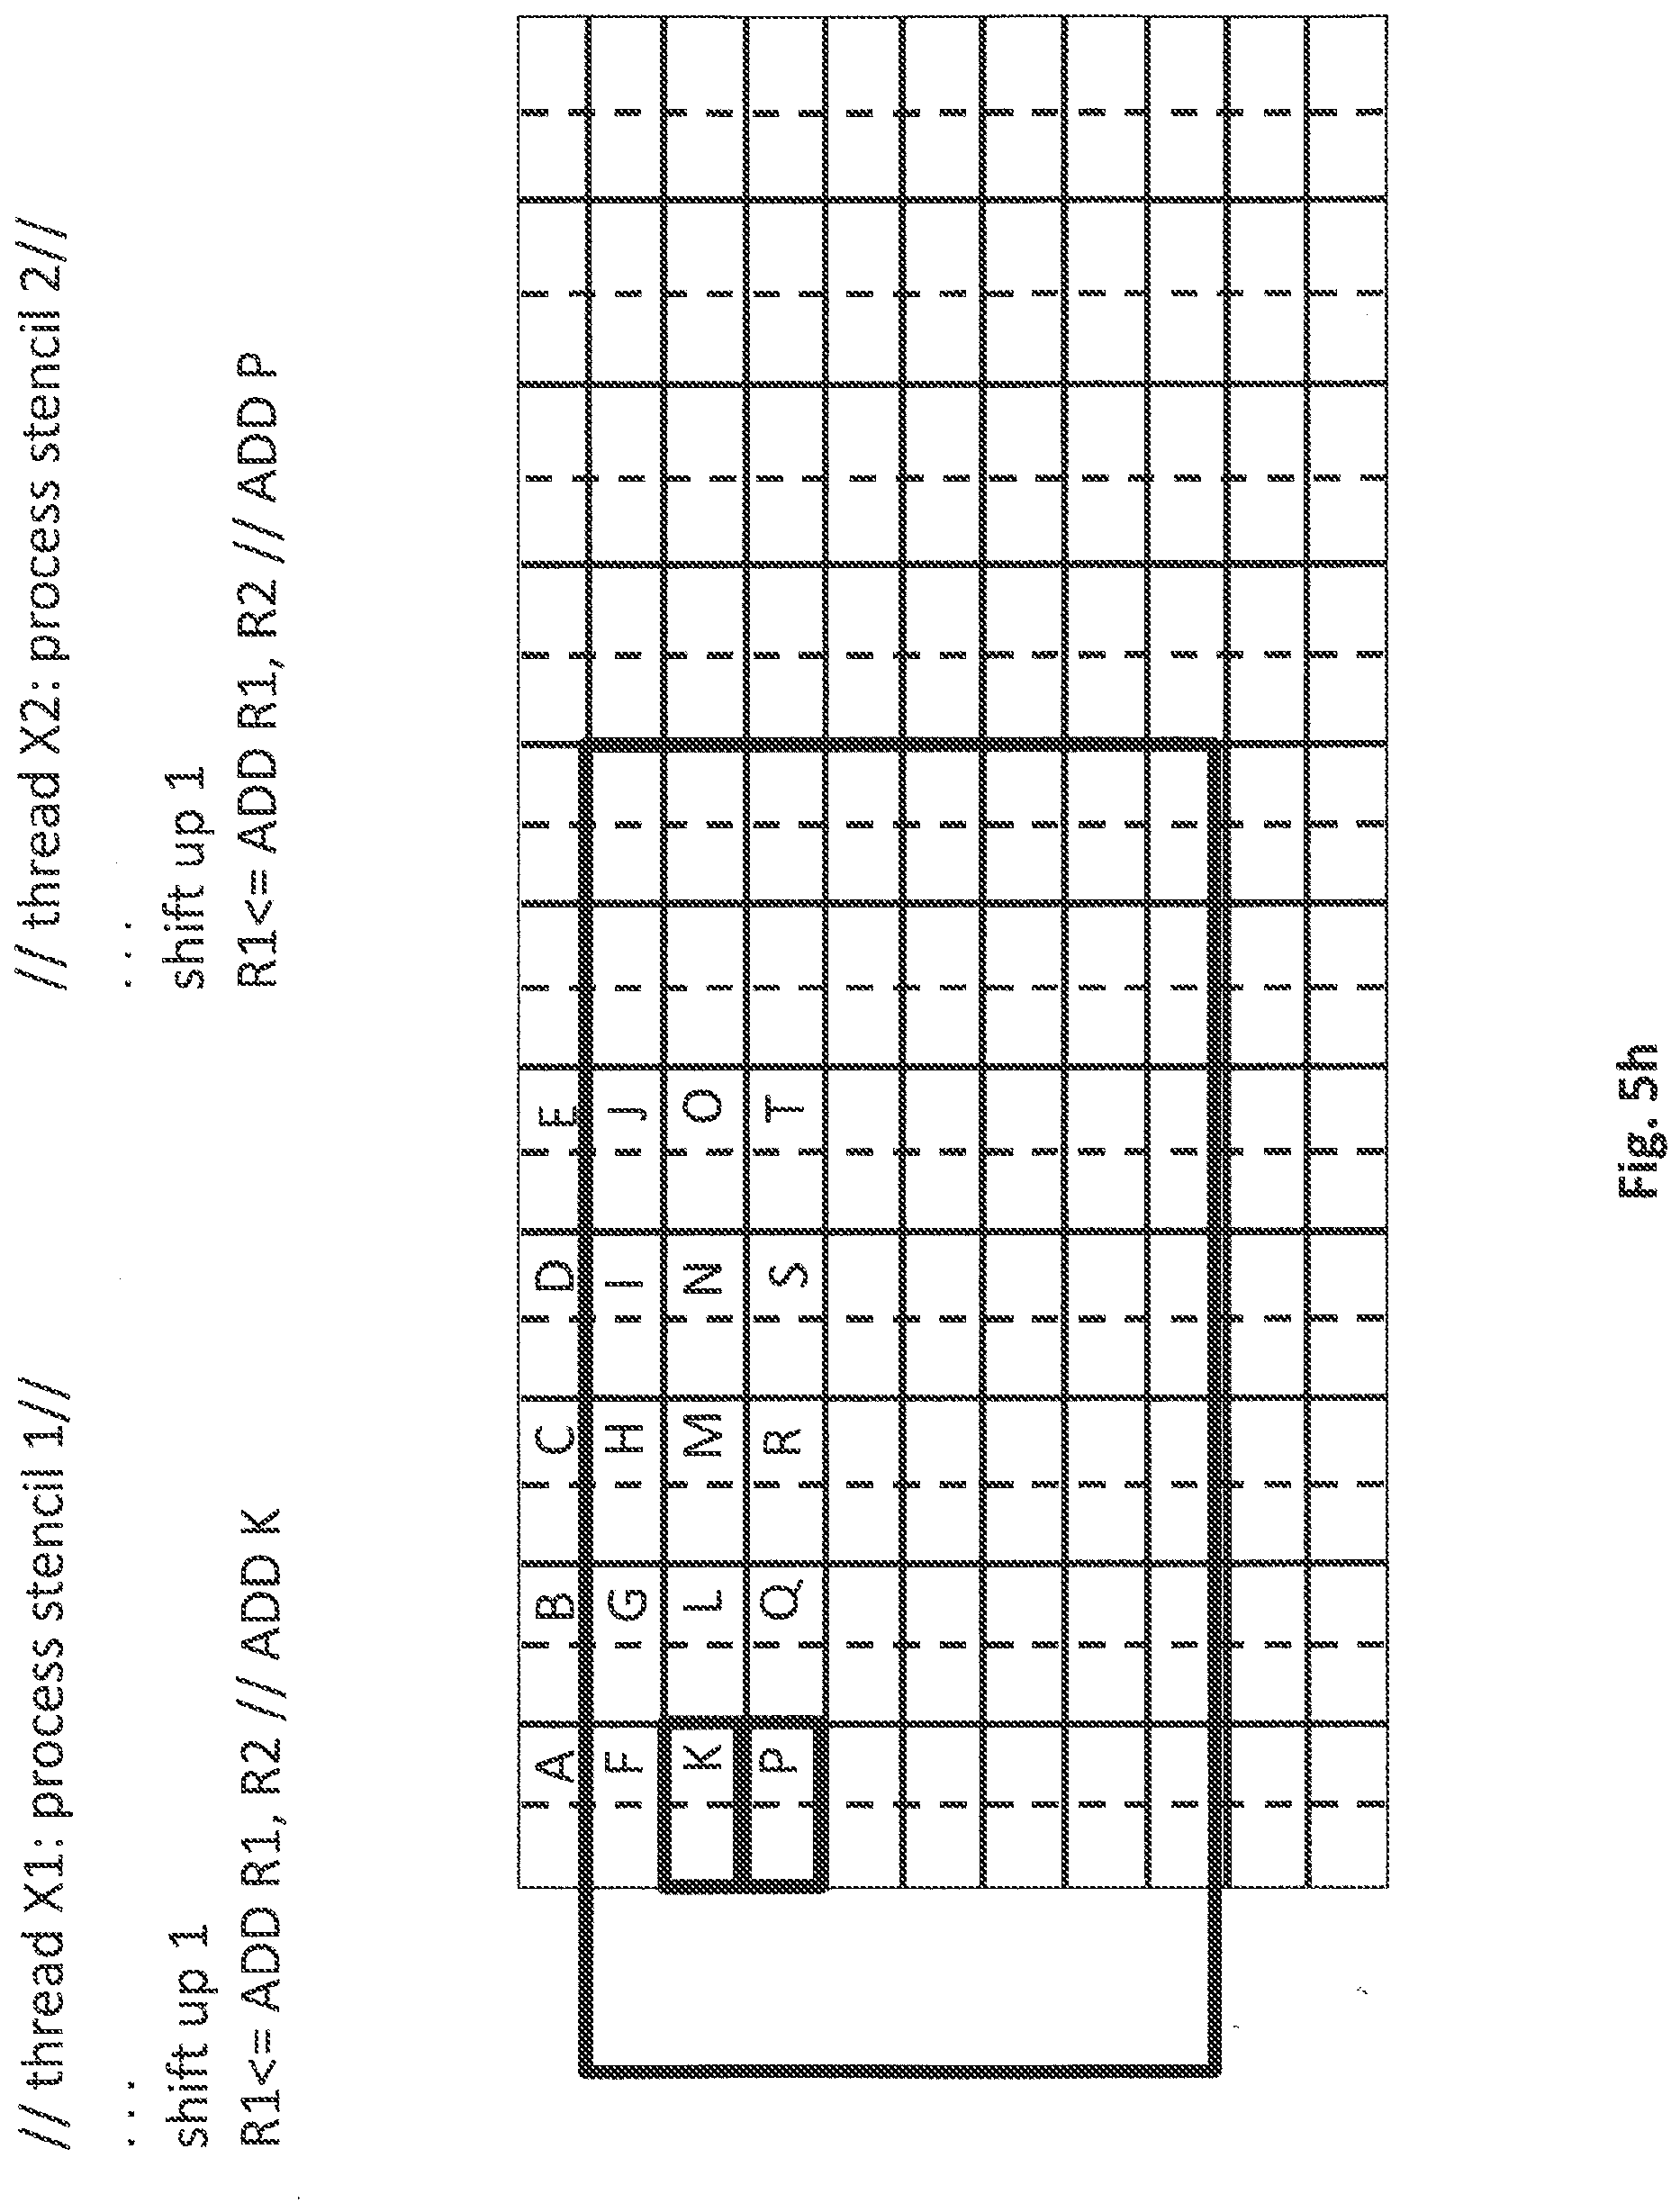 // thread X1: process stencil 1//
. . .
shift up 1
R1<= ADD R1, R2 // ADD K
// thread X2: process stencil 2//
. . .
shift up 1
R1<= ADD R1, R2 // ADD P
A B C D E
F G H I J
K L M N O
P Q R S T
Fig. 5h